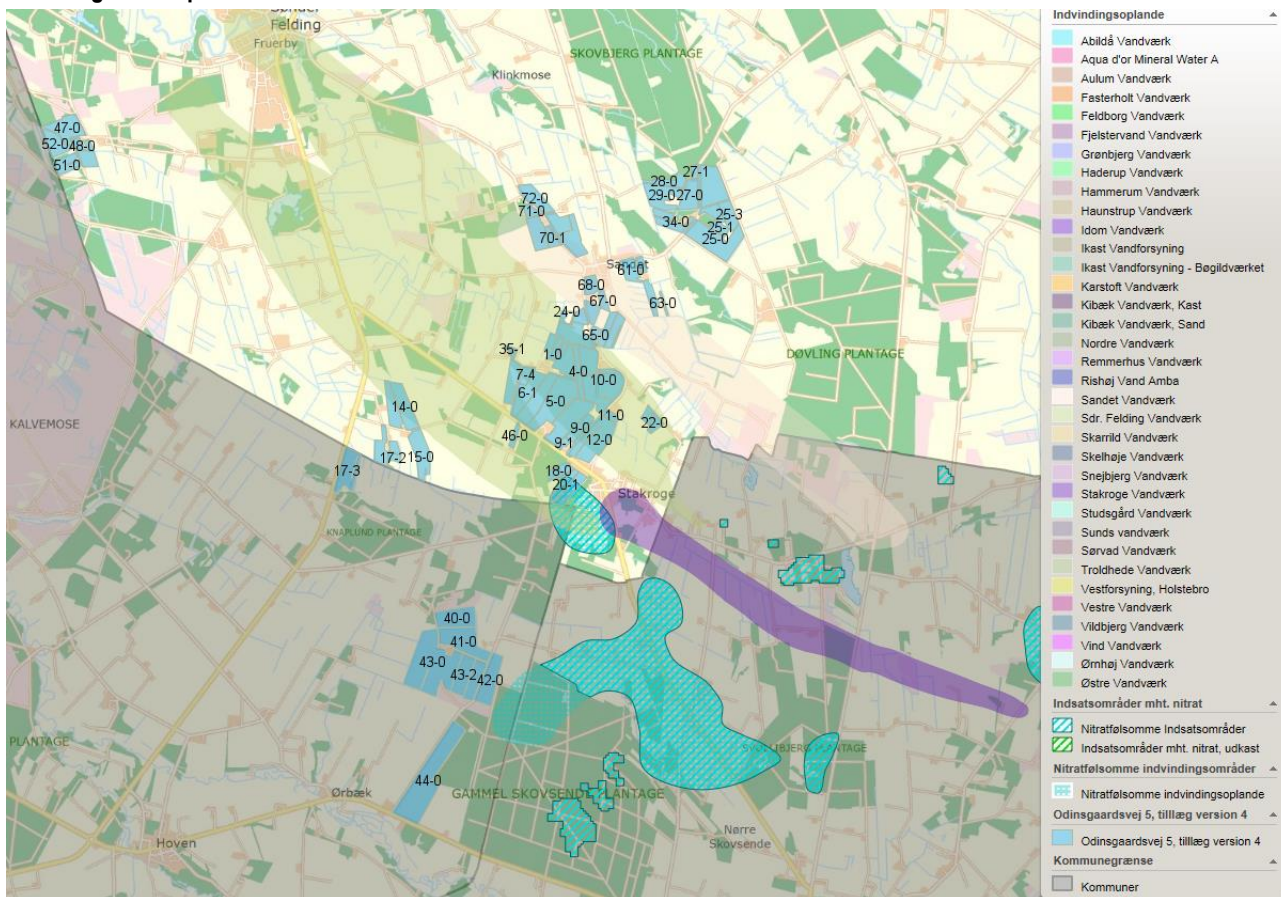 Sønder
Felding
Fruerby
SKOVBJERG PLANTAGE
Klinkmose
47-0
52-0
48-0
51-0
27-1
28-0
29-0
27-0
72-0
71-0
34-0
25-3
25-1
25-0
70-1
Sandet
61-0
68-0
67-0
63-0
24-0
65-0
35-1
1-0
DØVLING PLANTAGE
7-4
4-0
10-0
6-1
5-0
14-0
11-0
22-0
KALVEMOSE
9-0
46-0
9-1
12-0
17-2
15-0
17-3
18-0
20-1
Stakroge
KNAPLUND PLANTAGE
40-0
41-0
43-0
43-2
42-0
PLANTAGE
PLANTAGE
44-0
Ørbæk
GAMMEL SKOVSENDE PLANTAGE
Nørre
Skovsende
Hoven
Indvindingsoplande
Abildå Vandværk
Aqua d'or Mineral Water A
Aulum Vandværk
Fasterholt Vandværk
Feldborg Vandværk
Fjelstervand Vandværk
Grønbjerg Vandværk
Haderup Vandværk
Hammerum Vandværk
Haunstrup Vandværk
Idom Vandværk
Ikast Vandforsyning
Ikast Vandforsyning - Bøgildværket
Karstoft Vandværk
Kibæk Vandværk, Kast
Kibæk Vandværk, Sand
Nordre Vandværk
Remmerhus Vandværk
Rishøj Vand Amba
Sandet Vandværk
Sdr. Felding Vandværk
Skarrild Vandværk
Skelhøje Vandværk
Snejbjerg Vandværk
Stakroge Vandværk
Studsgård Vandværk
Sunds vandværk
Sørvad Vandværk
Troldhede Vandværk
Vestforsyning, Holstebro
Vestre Vandværk
Vildbjerg Vandværk
Vind Vandværk
Ørnhøj Vandværk
Østre Vandværk
Indsatsområder mht. nitrat
Nitratfølsomme Indsatsområder
Indsatsområder mht. nitrat, udkast
Nitratfølsomme indvindingsområder
Nitratfølsomme indvindingsoplande
Odinsgaardsvej 5, tilllæg version 4
Odinsgaardsvej 5, tilllæg version 4
Kommunegrænse
Kommuner